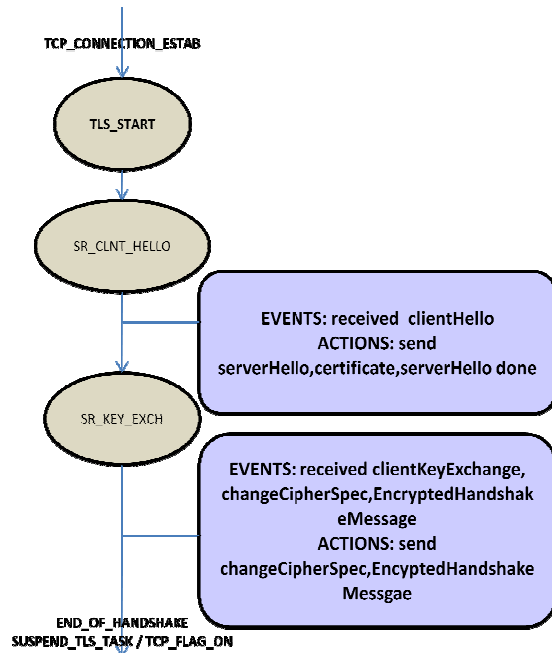 TCP_CONNECTION_ESTAB
TLS_START
SR_CLNT_HELLO
EVENTS: received clientHello
ACTIONS: send
serverHello,certificate,serverHello done
SR_KEY_EXCH
EVENTS: received clientKeyExchange,
changeCipherSpec,EncryptedHandshak
eMessage
ACTIONS: send
changeCipherSpec,EncyptedHandshake
Messgae
END_OF_HANDSHAKE
SUSPEND_TLS_TASK / TCP_FLAG_ON